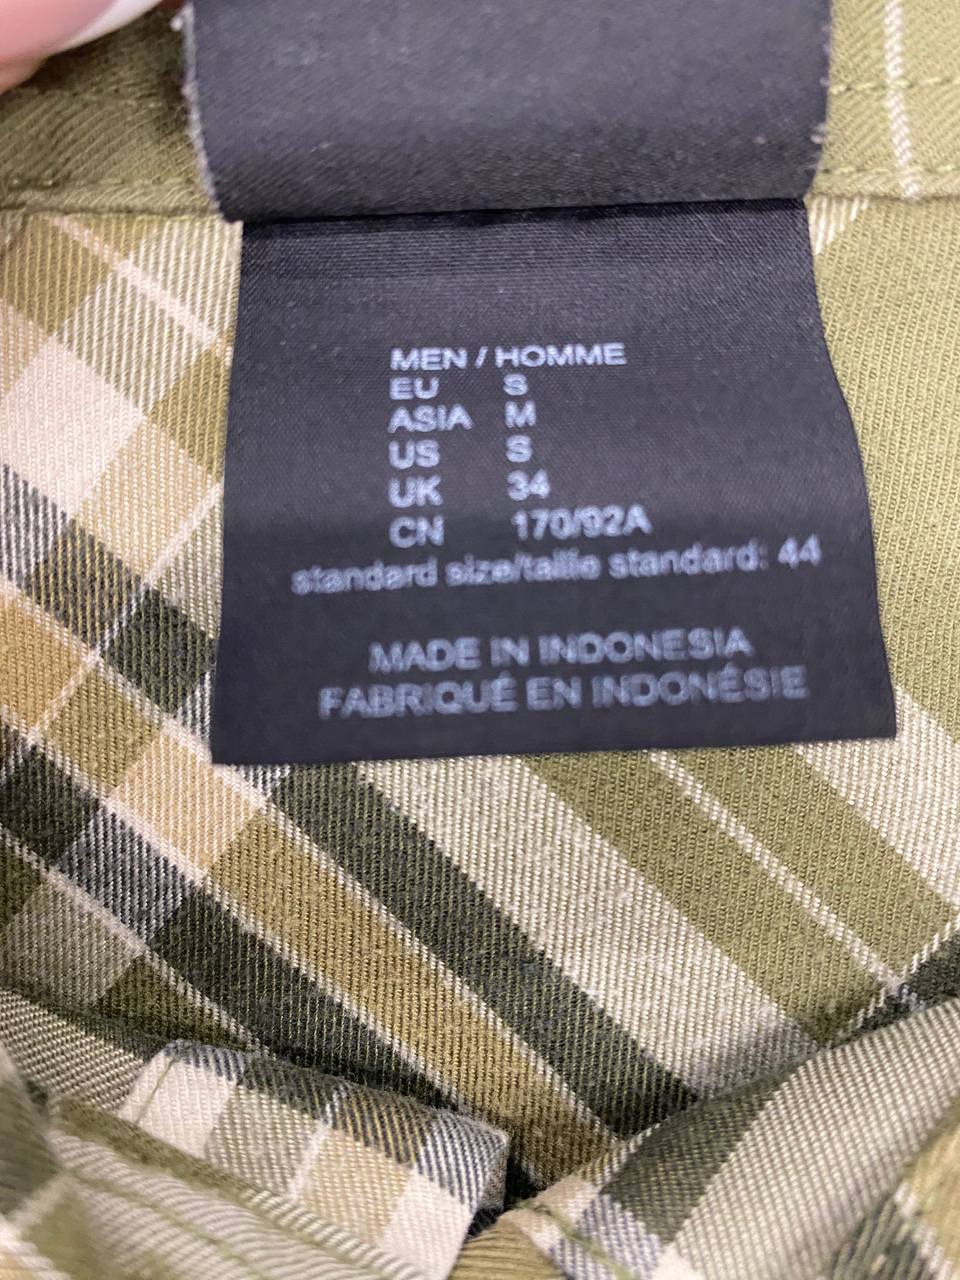 MEN / HOMME
EU S
ASIA M
US S
UK 34
CN 170/92A
standard size/taille standard: 44
MADE IN INDONESIA
FABRIQUÉ EN INDONÉSIE